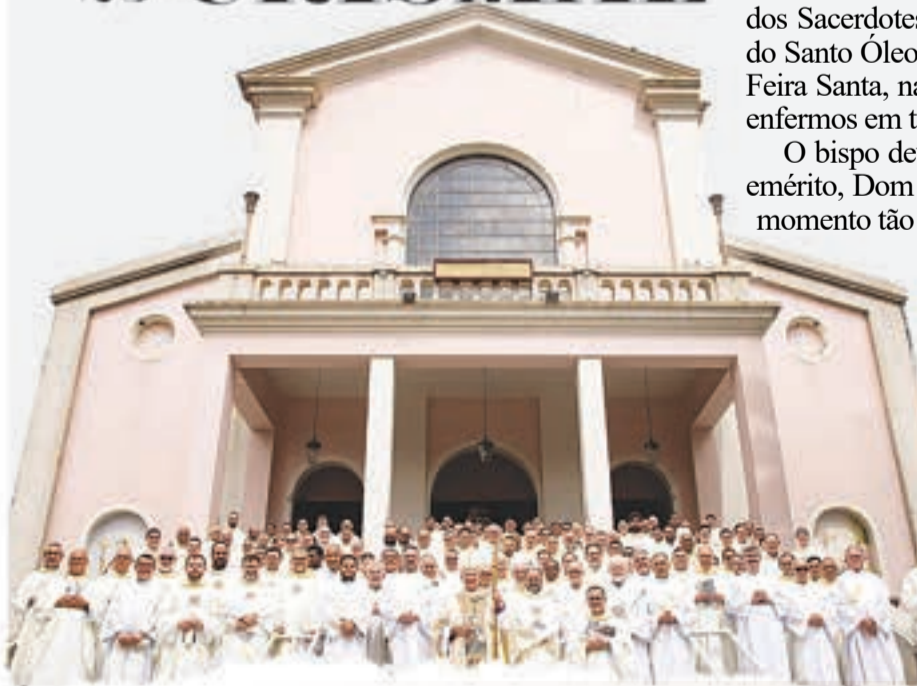 dos Sacerdotes
do Santo Óleo
Feira Santa, na
enfermos em t
O bispo de
emérito, Dom
momento tão